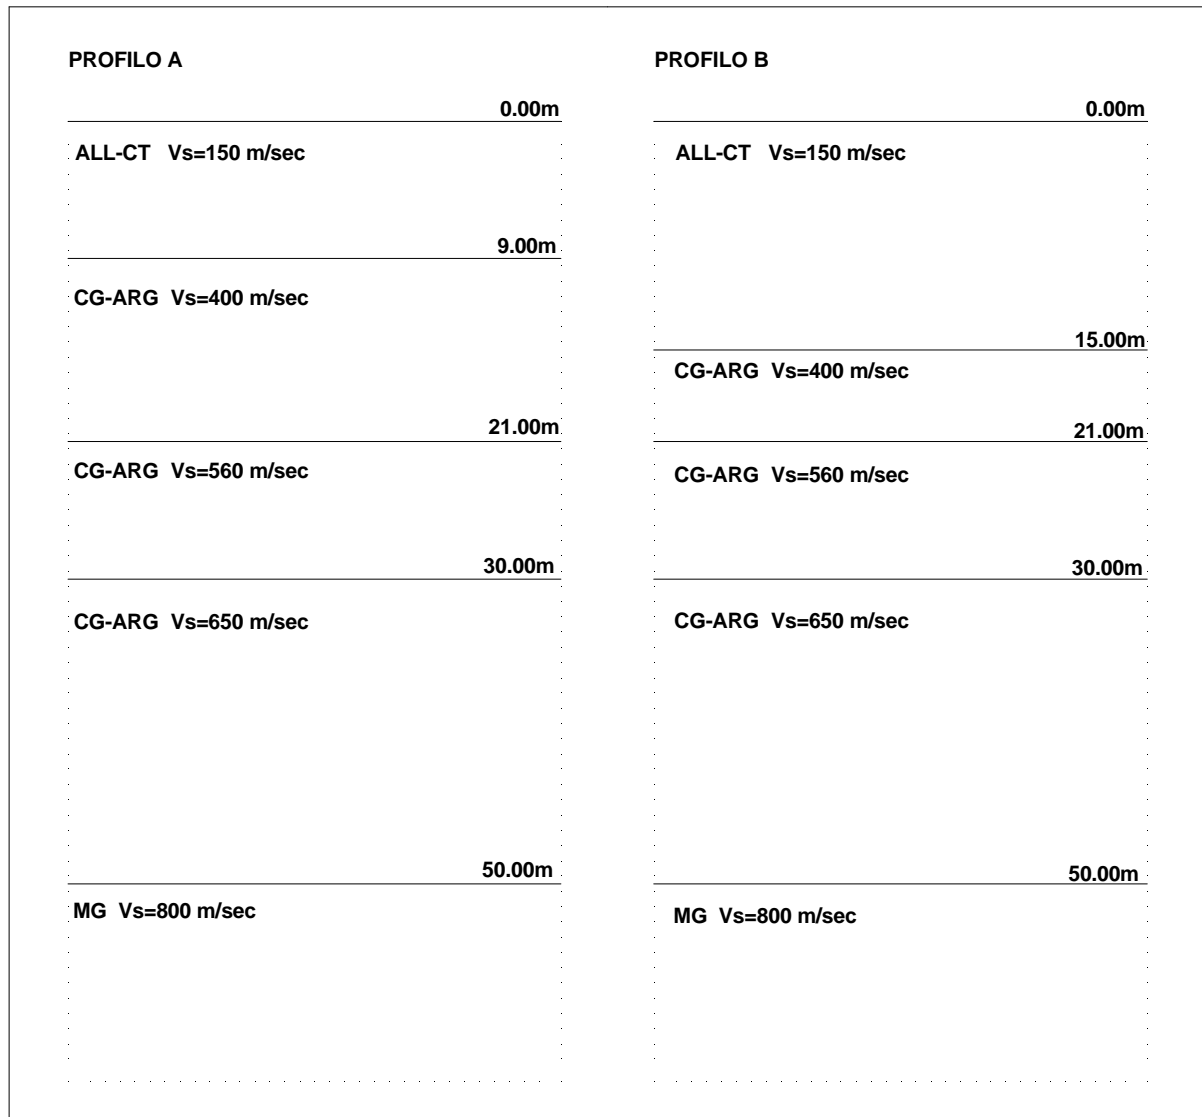 PROFILO A
0.00m
ALL-CT Vs=150 m/sec
9.00m
CG-ARG Vs=400 m/sec
21.00m
CG-ARG Vs=560 m/sec
30.00m
CG-ARG Vs=650 m/sec
50.00m
MG Vs=800 m/sec
PROFILO B
0.00m
ALL-CT Vs=150 m/sec
15.00m
CG-ARG Vs=400 m/sec
21.00m
CG-ARG Vs=560 m/sec
30.00m
CG-ARG Vs=650 m/sec
50.00m
MG Vs=800 m/sec